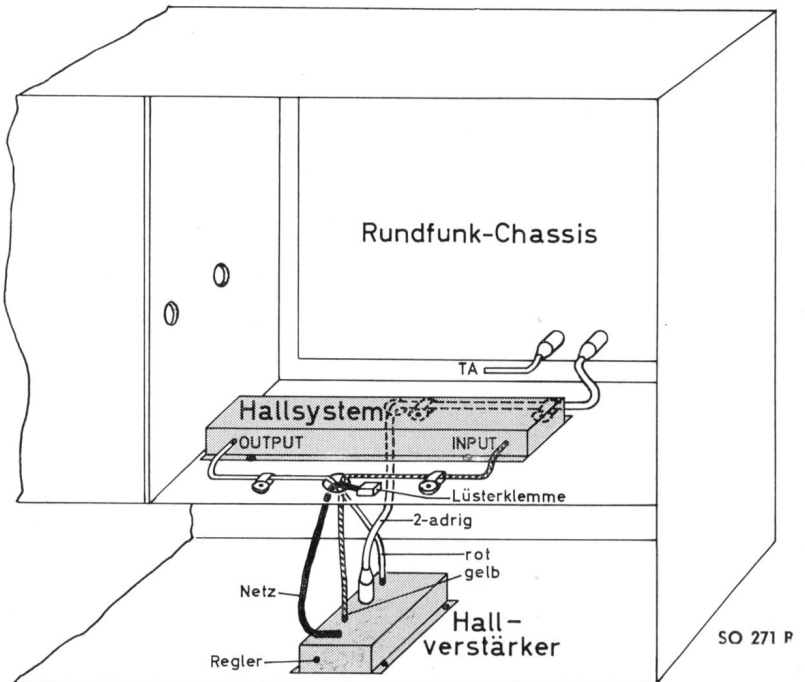 Rundfunk-Chassis
TA
Hallsystem
OUTPUT
INPUT
Lüsterklemme
2-adrig
rot
gelb
Netz
Hall-
verstärker
Regler
SO 271 R